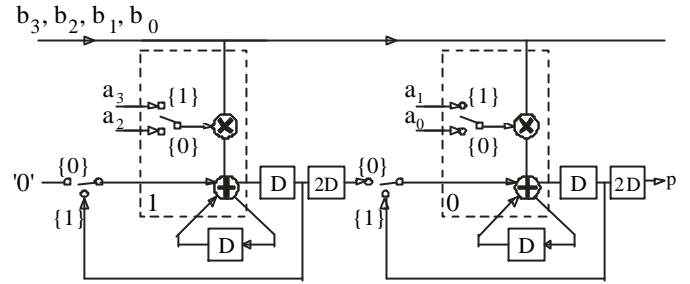 b3, b2, b1, b0
a3 {1} a1 {1}
a2 {0} a0 {0}
'0' {0} 1 D 2D {0} 0 D 2D p
{1} {1}
D D